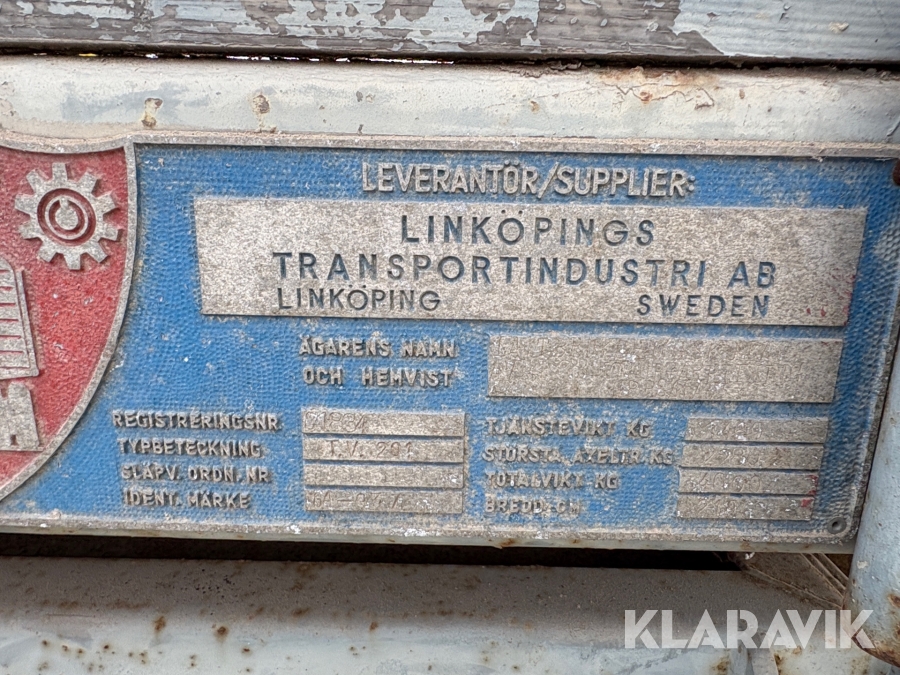 LEVERANTÖR/SUPPLIER:
LINKÖPINGS
TRANSPORTINDUSTRI AB
LINKÖPING SWEDEN
ÄGARENS NAMN
OCH HEMVIST
REGISTRERINGSNR
TYPBETECKNING
SLÄPV. ORDN. NR
IDENT. MÄRKE
TJÄNSTEVIKT KG
STÖRSTA AXELTR. KG
TOTALVIKT KG
BREDD CM
KLARAVIK